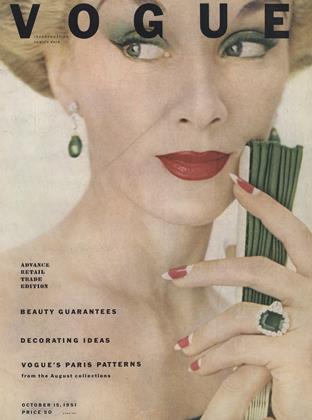 VOGUE
ADVANCE
RETAIL
TRADE
EDITION
BEAUTY GUARANTEES
DECORATING IDEAS
VOGUE'S PARIS PATTERNS
from the August collections
OCTOBER 15, 1951
PRICE 50